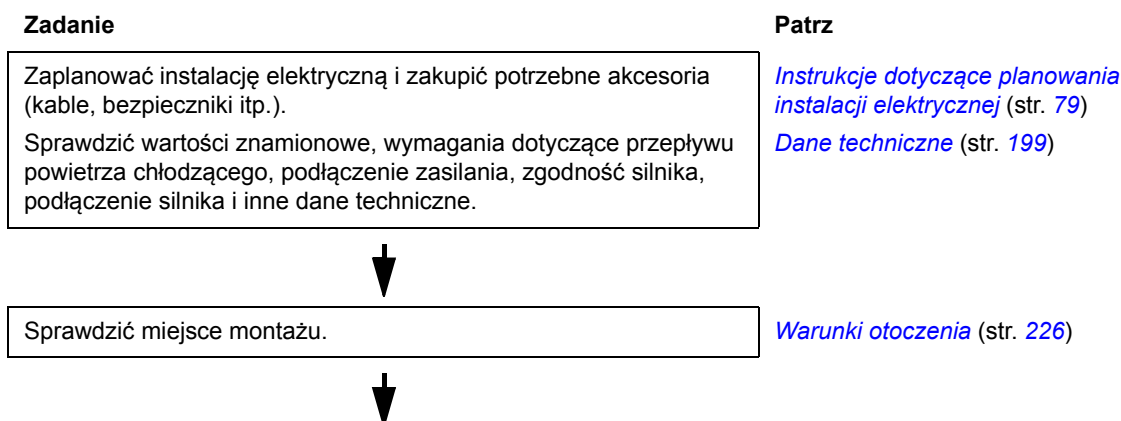 Zadanie
Patrz
Zaplanować instalację elektryczną i zakupić potrzebne akcesoria
(kable, bezpieczniki itp.).
Sprawdzić wartości znamionowe, wymagania dotyczące przepływu
powietrza chłodzącego, podłączenie zasilania, zgodność silnika,
podłączenie silnika i inne dane techniczne.
Instrukcje dotyczące planowania
instalacji elektrycznej (str. 79)
Dane techniczne (str. 199)
Sprawdzić miejsce montażu.
Warunki otoczenia (str. 226)